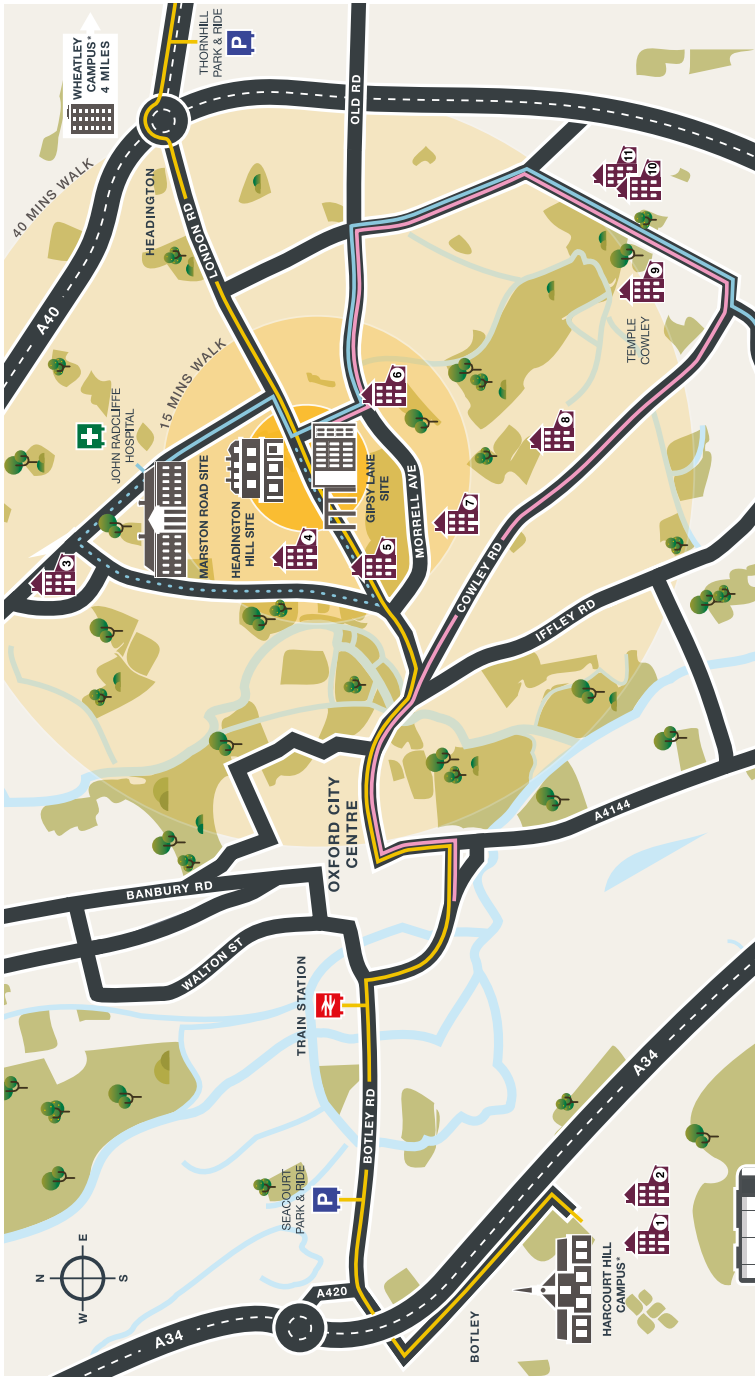 WHEATLEY
CAMPUS*
4 MILES
THORNHILL
PARK & RIDE
P
40 MINS WALK
A40
HEADINGTON
LONDON RD
OLD RD
15 MINS WALK
JOHN RADCLIFFE
HOSPITAL
MARSTON ROAD SITE
HEADINGTON
HILL SITE
GIPSY LANE
SITE
MORRELL AVE
COWLEY RD
IFFLEY RD
TEMPLE
COWLEY
11
10
9
8
7
6
5
4
3
OXFORD CITY
CENTRE
A4144
BANBURY RD
WALTON ST
TRAIN STATION
BOTLEY RD
SEACOURT
PARK & RIDE
P
N
E
S
W
A420
A34
A34
BOTLEY
HARCOURT HILL
CAMPUS*
1
2